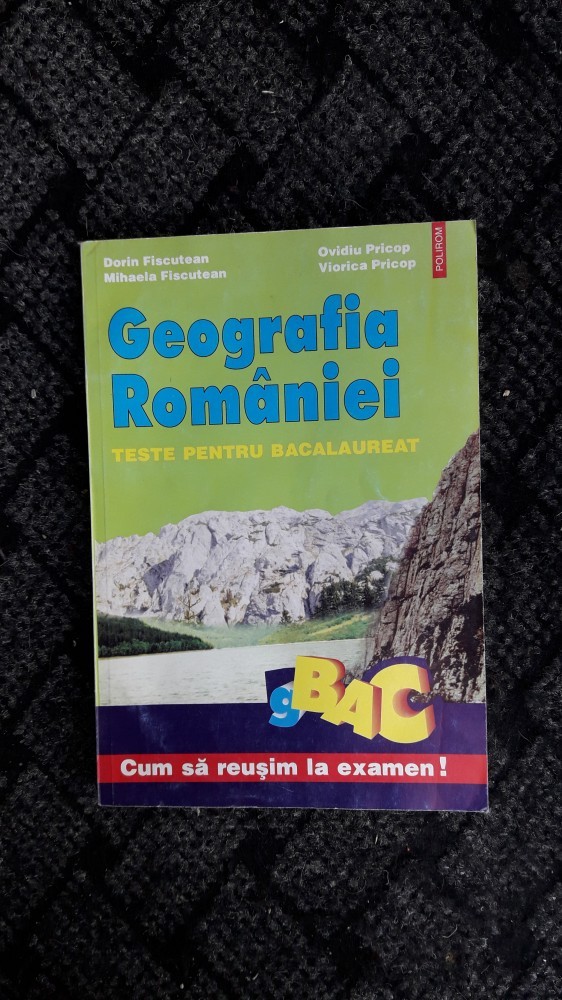 Dorin Fiscutean
Mihaela Fiscutean
Ovidiu Pricop
Viorica Pricop
POLIROM
Geografia
României
TESTE PENTRU BACALAUREAT
gBAC
Cum să reuşim la examen!